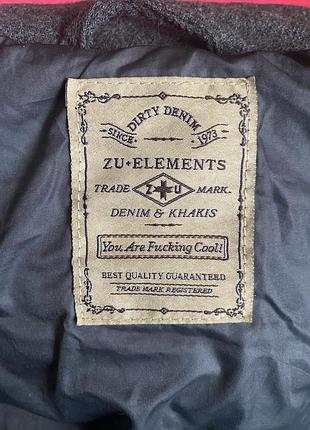 DIRTY DENIM
SINCE 1973
ZU ELEMENTS
TRADE ZU MARK.
DENIM & KHAKIS
You Are Fucking Cool!
BEST QUALITY GUARANTEED
TRADE MARK REGISTERED